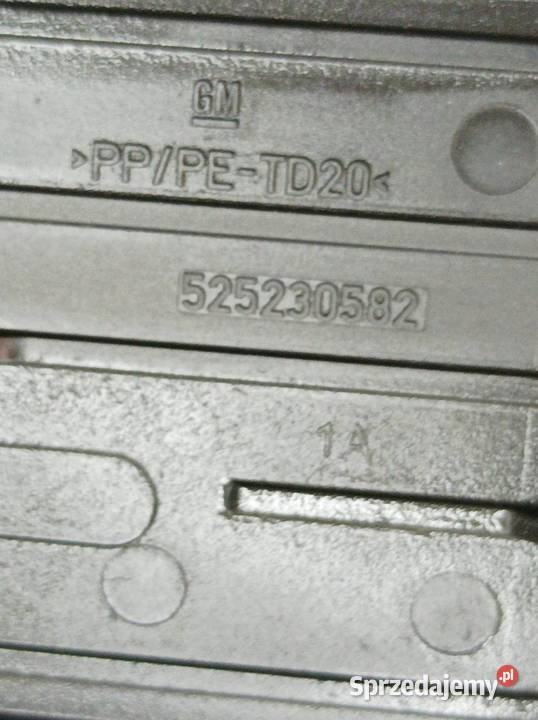 GM
>PP/PE-TD20<
525230582
1A
Sprzedajemy.pl